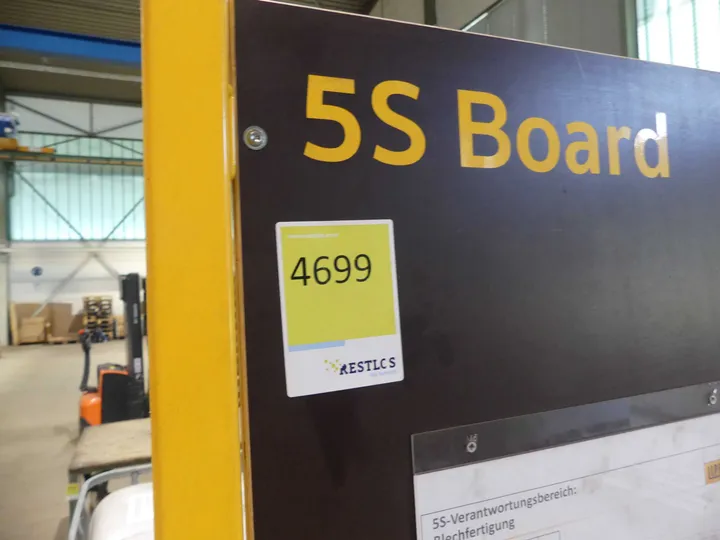 5S Board
4699
RESTLOS
5S-Verantwortungsbereich:
Blechfertigung